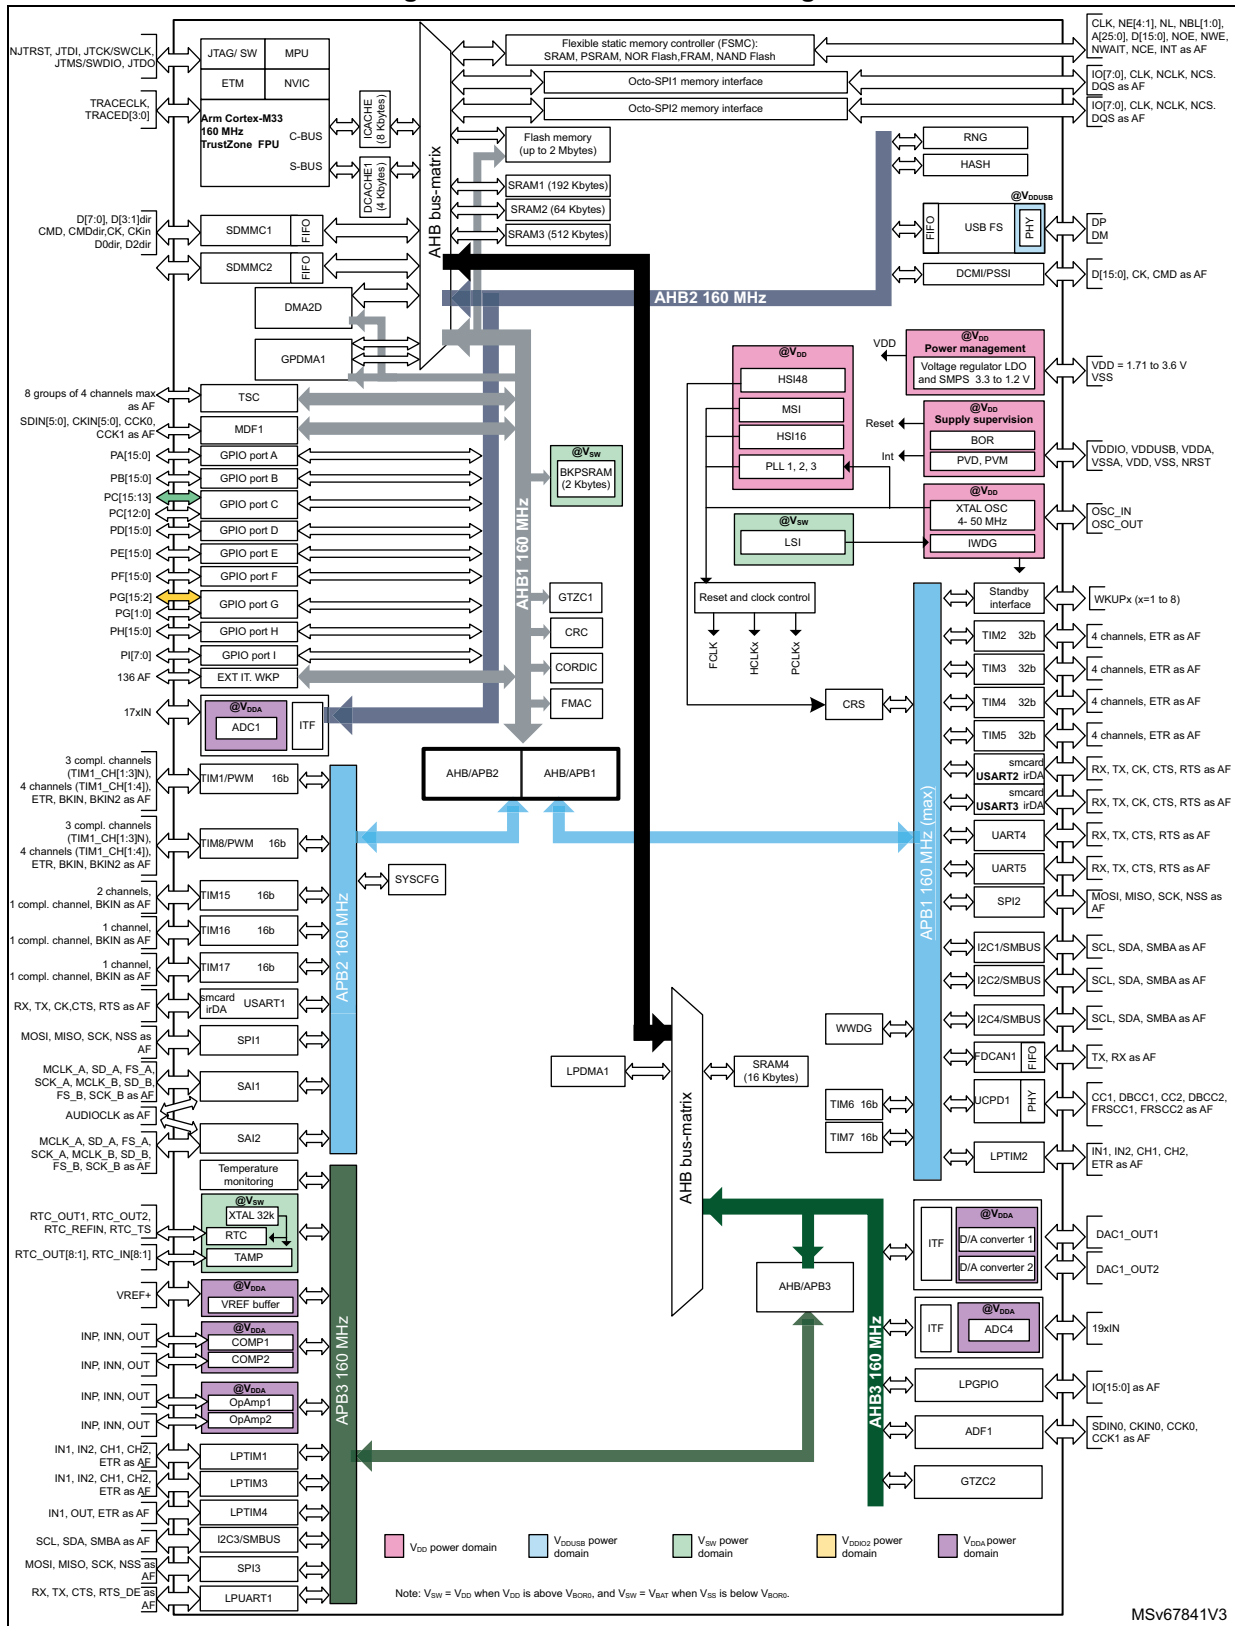 NJTRST, JTDI, JTCK/SWCLK,
JTMS/SWDIO, JTDO
TRACECLK,
TRACED[3:0]
JTAG/ SW
MPU
ETM
NVIC
Arm Cortex-M33
160 MHz
TrustZone FPU
C-BUS
S-BUS
ICACHE
(8 Kbytes)
DCACHE1
(4 Kbytes)
AHB bus-matrix
Flexible static memory controller (FSMC):
SRAM, PSRAM, NOR Flash,FRAM, NAND Flash
CLK, NE[4:1], NL, NBL[1:0],
A[25:0], D[15:0], NOE, NWE,
NWAIT, NCE, INT as AF
Octo-SPI1 memory interface
IO[7:0], CLK, NCLK, NCS.
DQS as AF
Octo-SPI2 memory interface
IO[7:0], CLK, NCLK, NCS.
DQS as AF
Flash memory
(up to 2 Mbytes)
SRAM1 (192 Kbytes)
SRAM2 (64 Kbytes)
SRAM3 (512 Kbytes)
RNG
HASH
@VDDUSB
FIFO
USB FS
PHY
DP
DM
DCMI/PSSI
D[15:0], CK, CMD as AF
D[7:0], D[3:1]dir
CMD, CMDdir,CK, CKin
D0dir, D2dir
SDMMC1
FIFO
SDMMC2
FIFO
DMA2D
GPDMA1
AHB2 160 MHz
8 groups of 4 channels max
as AF
TSC
SDIN[5:0], CKIN[5:0], CCK0,
CCK1 as AF
MDF1
PA[15:0]
GPIO port A
PB[15:0]
GPIO port B
PC[15:13]
PC[12:0]
GPIO port C
PD[15:0]
GPIO port D
PE[15:0]
GPIO port E
PF[15:0]
GPIO port F
PG[15:2]
PG[1:0]
GPIO port G
PH[15:0]
GPIO port H
PI[7:0]
GPIO port I
136 AF
EXT IT. WKP
17xIN
@VDDA
ADC1
ITF
AHB1 160 MHz
@VSW
BKPSRAM
(2 Kbytes)
GTZC1
CRC
CORDIC
FMAC
AHB/APB2
AHB/APB1
@VDD
HSI48
MSI
HSI16
PLL 1, 2, 3
@VSW
LSI
Reset and clock control
FCLK
HCLKx
PCLKx
VDD
@VDD
Power management
Voltage regulator LDO
and SMPS 3.3 to 1.2 V
VDD = 1.71 to 3.6 V
VSS
@VDD
Supply supervision
Reset
BOR
Int
PVD, PVM
VDDIO, VDDUSB, VDDA,
VSSA, VDD, VSS, NRST
@VDD
XTAL OSC
4- 50 MHz
IWDG
OSC_IN
OSC_OUT
Standby
interface
WKUPx (x=1 to 8)
TIM2 32b
4 channels, ETR as AF
TIM3 32b
4 channels, ETR as AF
TIM4 32b
4 channels, ETR as AF
TIM5 32b
4 channels, ETR as AF
CRS
smcard
USART2 irDA
RX, TX, CK, CTS, RTS as AF
smcard
USART3 irDA
RX, TX, CK, CTS, RTS as AF
UART4
RX, TX, CTS, RTS as AF
UART5
RX, TX, CTS, RTS as AF
SPI2
MOSI, MISO, SCK, NSS as
AF
I2C1/SMBUS
SCL, SDA, SMBA as AF
I2C2/SMBUS
SCL, SDA, SMBA as AF
I2C4/SMBUS
SCL, SDA, SMBA as AF
WWDG
FDCAN1
FIFO
TX, RX as AF
TIM6 16b
UCPD1
PHY
CC1, DBCC1, CC2, DBCC2,
FRSCC1, FRSCC2 as AF
TIM7 16b
LPTIM2
IN1, IN2, CH1, CH2,
ETR as AF
APB1 160 MHz (max)
3 compl. channels
(TIM1_CH[1:3]N),
4 channels (TIM1_CH[1:4]),
ETR, BKIN, BKIN2 as AF
TIM1/PWM 16b
3 compl. channels
(TIM1_CH[1:3]N),
4 channels (TIM1_CH[1:4]),
ETR, BKIN, BKIN2 as AF
TIM8/PWM 16b
2 channels,
1 compl. channel, BKIN as AF
TIM15 16b
1 channel,
1 compl. channel, BKIN as AF
TIM16 16b
1 channel,
1 compl. channel, BKIN as AF
TIM17 16b
RX, TX, CK,CTS, RTS as AF
smcard
irDA
USART1
MOSI, MISO, SCK, NSS as
AF
SPI1
MCLK_A, SD_A, FS_A,
SCK_A, MCLK_B, SD_B,
FS_B, SCK_B as AF
SAI1
AUDIOCLK as AF
MCLK_A, SD_A, FS_A,
SCK_A, MCLK_B, SD_B,
FS_B, SCK_B as AF
SAI2
APB2 160 MHz
SYSCFG
LPDMA1
AHB bus-matrix
SRAM4
(16 Kbytes)
Temperature
monitoring
@VSW
XTAL 32k
RTC
TAMP
RTC_OUT1, RTC_OUT2,
RTC_REFIN, RTC_TS
RTC_OUT[8:1], RTC_IN[8:1]
VREF+
@VDDA
VREF buffer
INP, INN, OUT
@VDDA
COMP1
COMP2
INP, INN, OUT
INP, INN, OUT
@VDDA
OpAmp1
OpAmp2
INP, INN, OUT
IN1, IN2, CH1, CH2,
ETR as AF
LPTIM1
IN1, IN2, CH1, CH2,
ETR as AF
LPTIM3
IN1, OUT, ETR as AF
LPTIM4
SCL, SDA, SMBA as AF
I2C3/SMBUS
MOSI, MISO, SCK, NSS as
AF
SPI3
RX, TX, CTS, RTS_DE as
AF
LPUART1
APB3 160 MHz
AHB/APB3
AHB3 160 MHz
ITF
@VDDA
D/A converter 1
D/A converter 2
DAC1_OUT1
DAC1_OUT2
ITF
@VDDA
ADC4
19xIN
LPGPIO
IO[15:0] as AF
ADF1
SDIN0, CKIN0, CCK0,
CCK1 as AF
GTZC2
VDD power domain
VDDUSB power
domain
VSW power
domain
VDDIO2 power
domain
VDDA power
domain
Note: VSW = VDD when VDD is above VBOR0, and VSW = VBAT when VSS is below VBOR0.
MSv67841V3